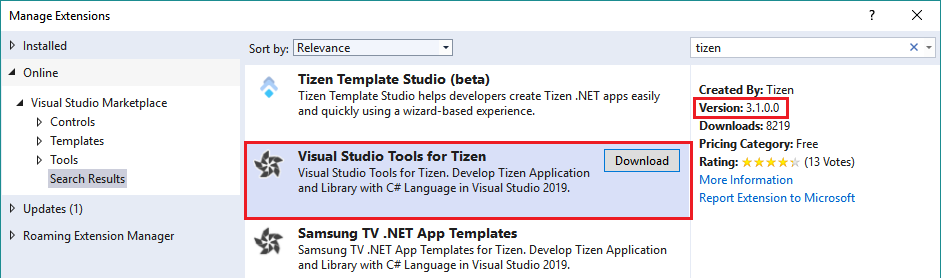 Manage Extensions
?
Installed
Online
Visual Studio Marketplace
Controls
Templates
Tools
Search Results
Updates (1)
Roaming Extension Manager
Sort by: Relevance
Tizen Template Studio (beta)
Tizen Template Studio helps developers create Tizen .NET apps easily
and quickly using a wizard-based experience.
Visual Studio Tools for Tizen
Download
Visual Studio Tools for Tizen. Develop Tizen Application
and Library with C# Language in Visual Studio 2019.
Samsung TV .NET App Templates
Samsung TV .NET App Templates for Tizen. Develop Tizen Application
and Library with C# Language in Visual Studio 2019.
tizen
Created By: Tizen
Version: 3.1.0.0
Downloads: 8219
Pricing Category: Free
Rating: (13 Votes)
More Information
Report Extension to Microsoft